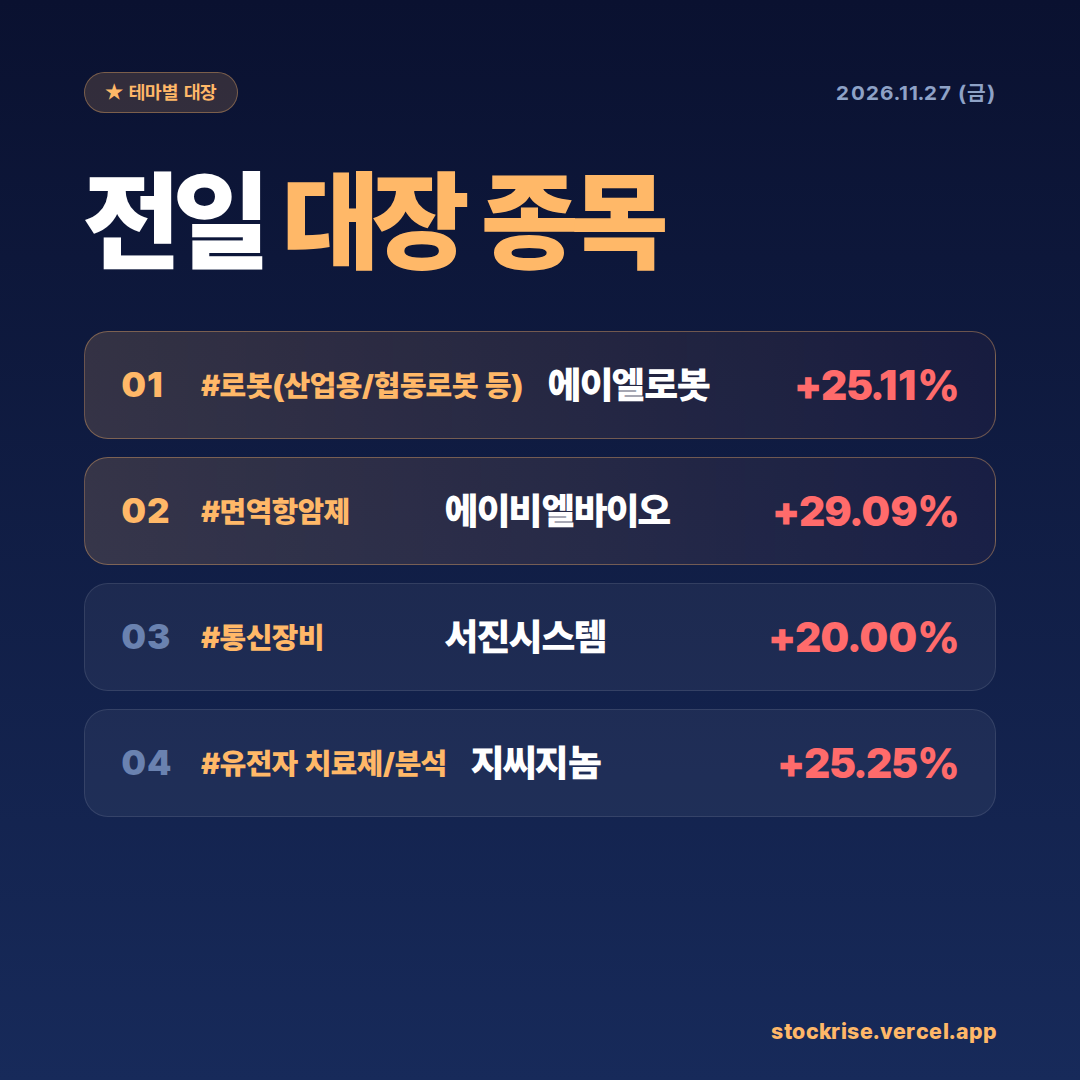 ★ 테마별 대장
2026.11.27 (금)
전일 대장 종목
01 #로봇(산업용/협동로봇 등) 에이엘로봇 +25.11%
02 #면역항암제 에이비엘바이오 +29.09%
03 #통신장비 서진시스템 +20.00%
04 #유전자 치료제/분석 지씨지놈 +25.25%
stockrise.vercel.app